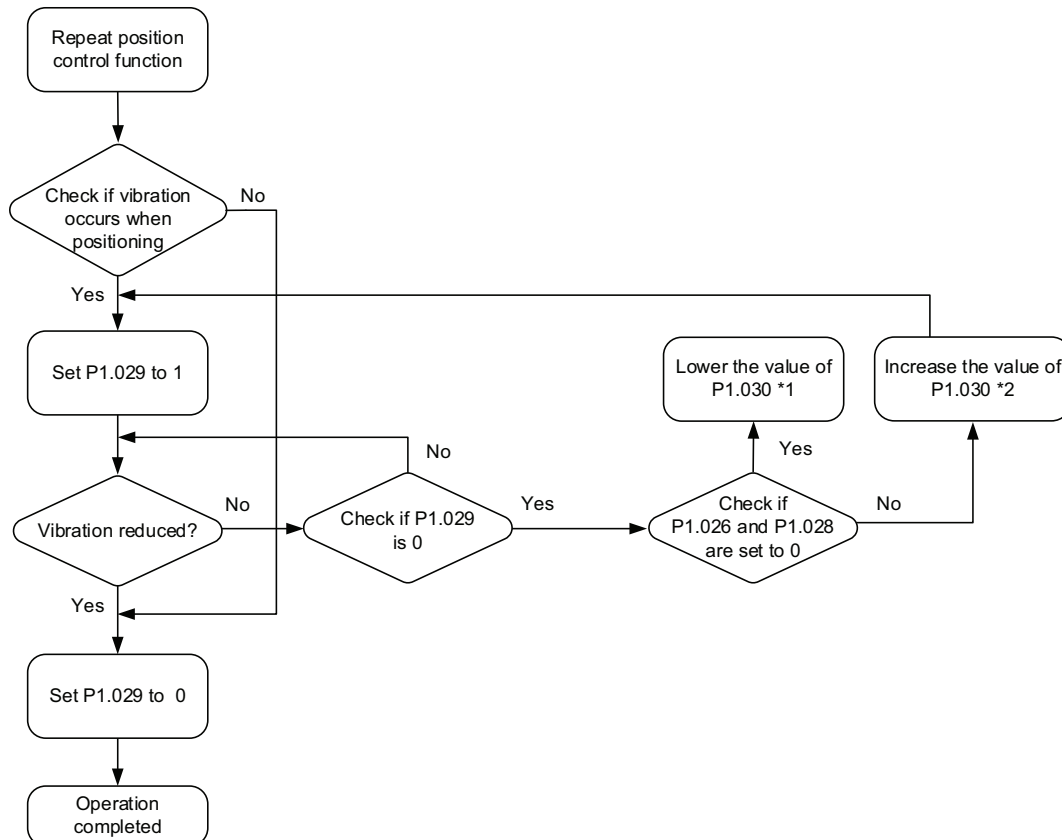 Repeat position
control function
Check if vibration
occurs when
positioning
No
Yes
Set P1.029 to 1
Lower the value of
P1.030 *1
Increase the value of
P1.030 *2
No
Yes
Vibration reduced?
No
Check if P1.029
is 0
Yes
Check if
P1.026 and P1.028
are set to 0
No
Yes
Set P1.029 to 0
Operation
completed